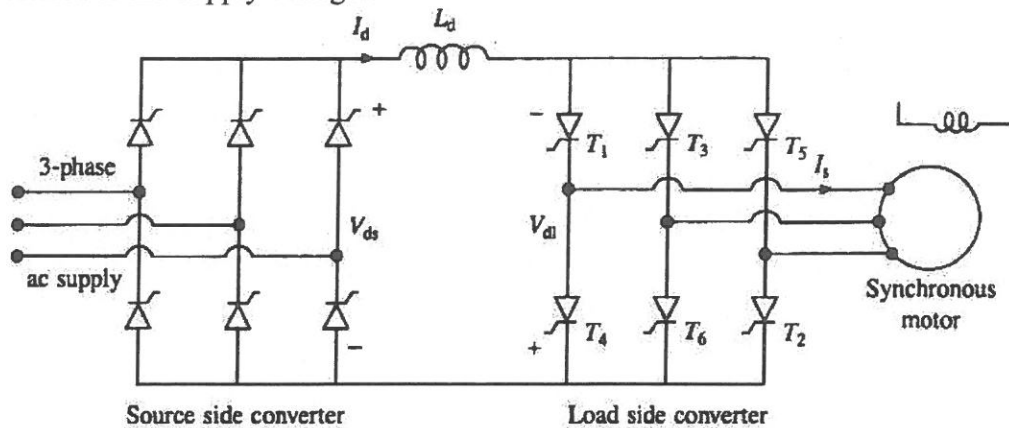 I_d
L_d
+
−
T_1
T_3
T_5
3-phase
I_s
V_ds
V_dl
ac supply
Synchronous
motor
−
+
T_4
T_6
T_2
Source side converter
Load side converter